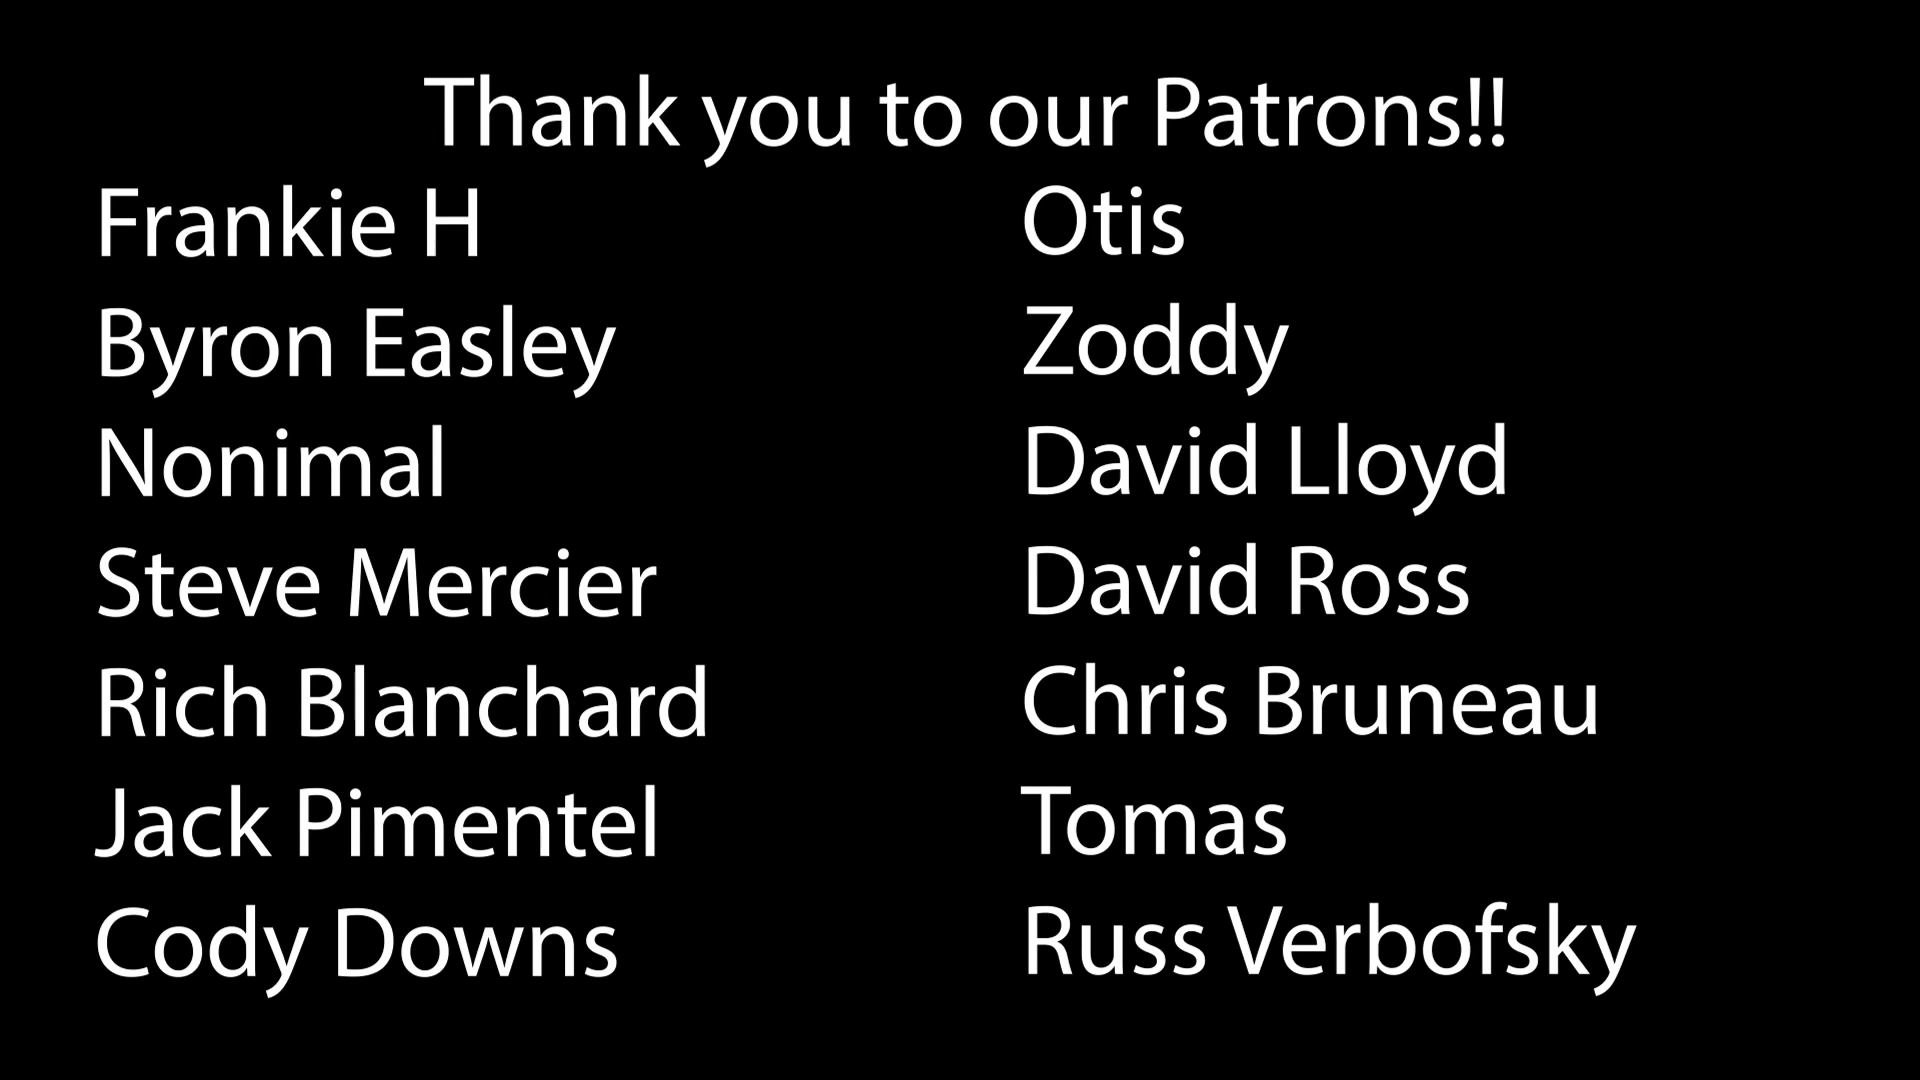 Thank you to our Patrons!!
Frankie H
Byron Easley
Nonimal
Steve Mercier
Rich Blanchard
Jack Pimentel
Cody Downs
Otis
Zoddy
David Lloyd
David Ross
Chris Bruneau
Tomas
Russ Verbofsky